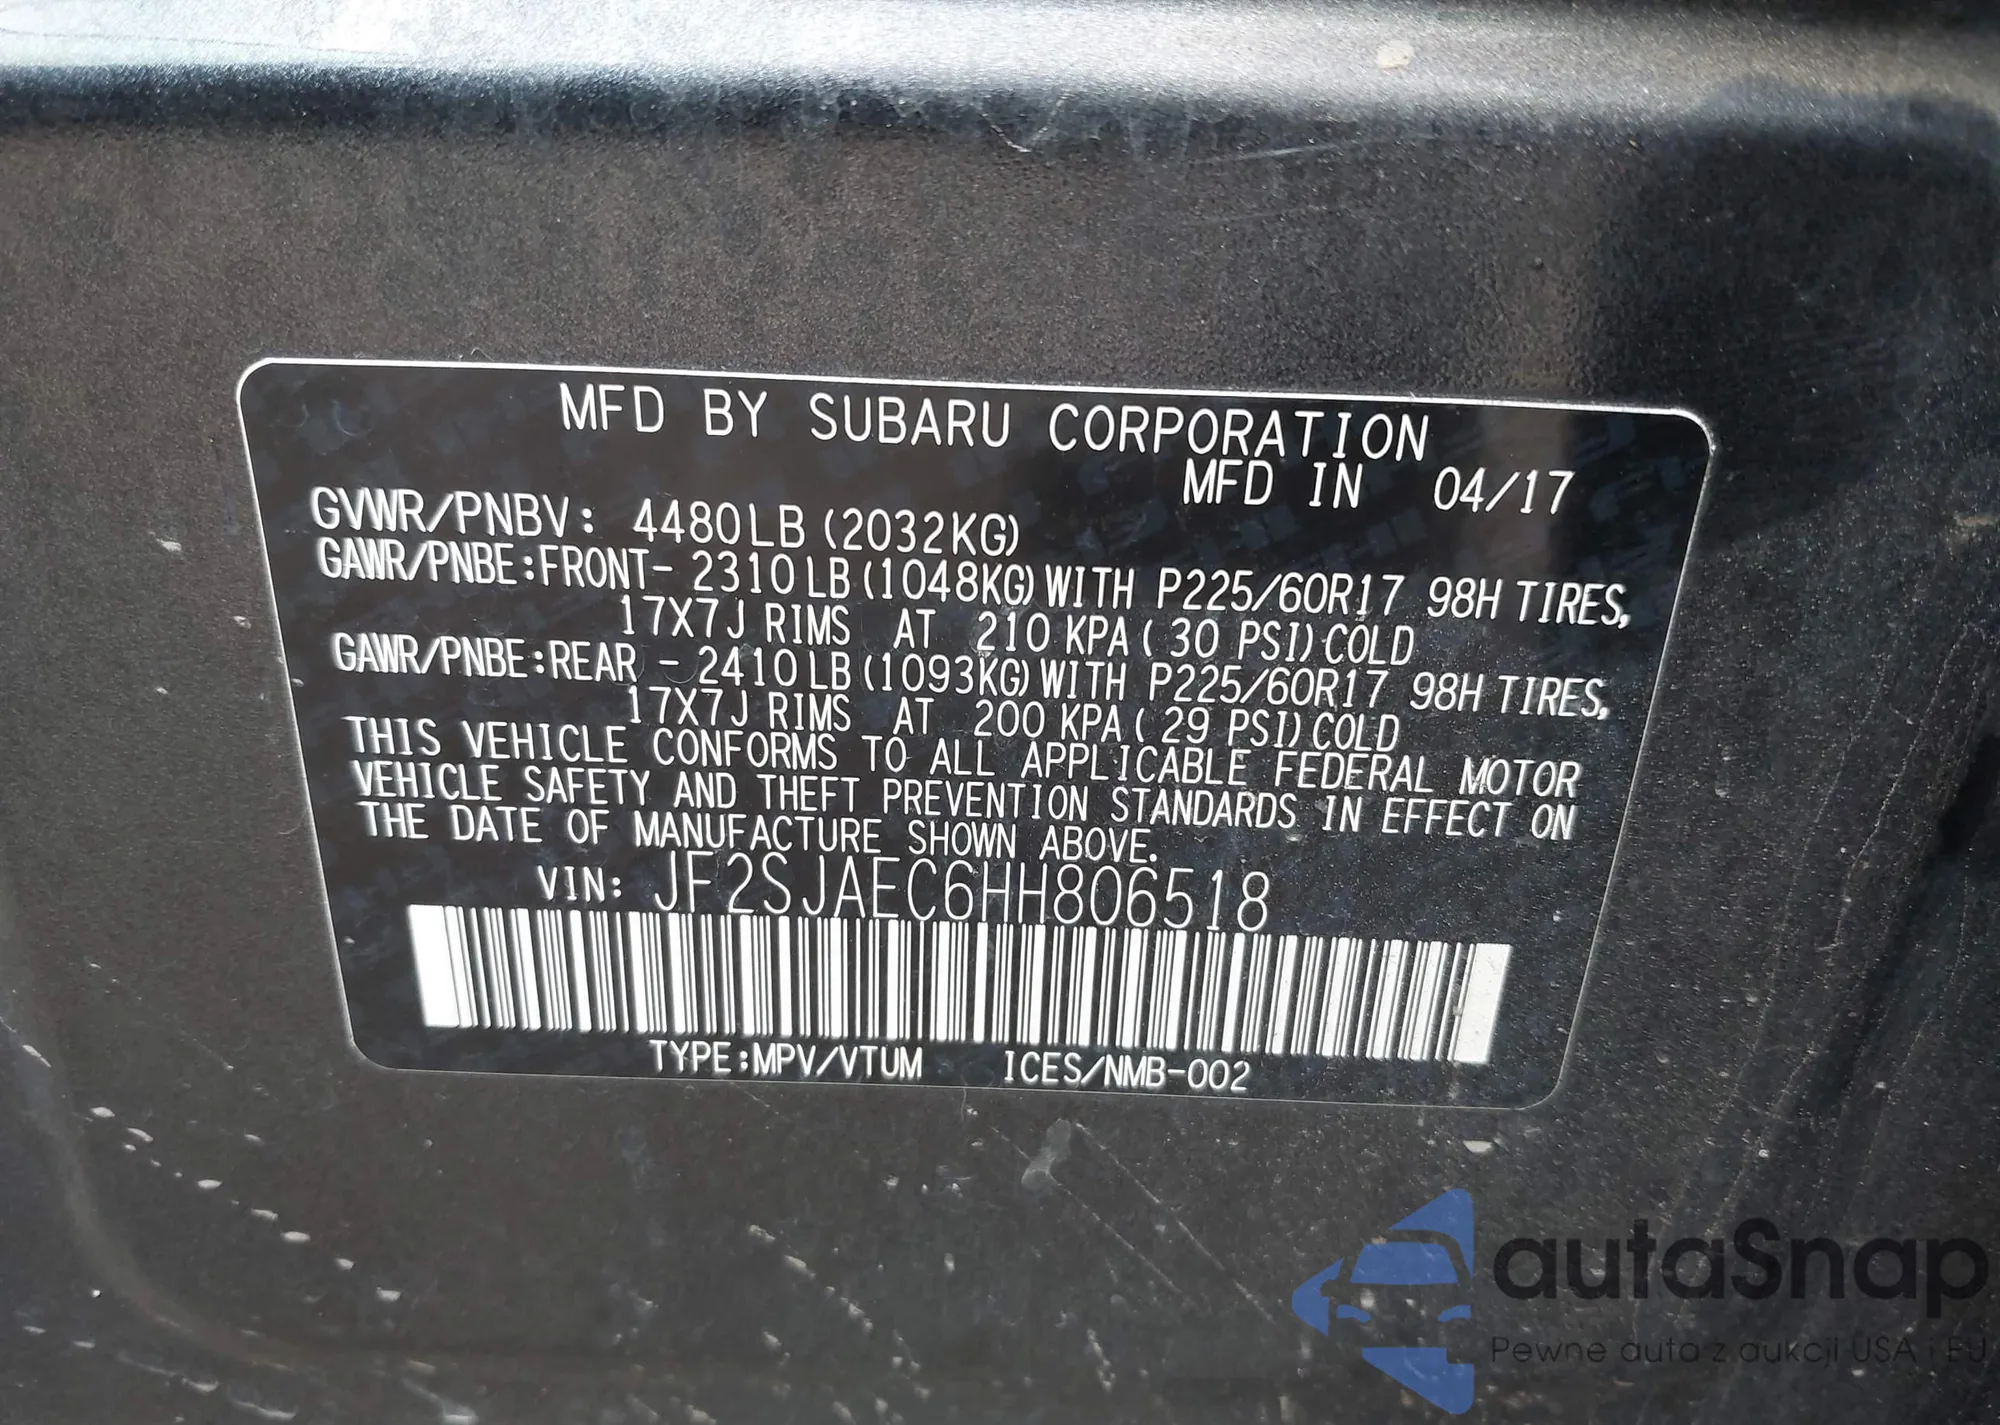 MFD BY SUBARU CORPORATION
MFD IN 04/17
GVWR/PNBV: 4480LB (2032KG)
GAWR/PNBE:FRONT- 2310LB (1048KG) WITH P225/60R17 98H TIRES,
17X7J RIMS AT 210 KPA ( 30 PSI) COLD
GAWR/PNBE:REAR - 2410LB (1093KG) WITH P225/60R17 98H TIRES,
17X7J RIMS AT 200 KPA ( 29 PSI) COLD
THIS VEHICLE CONFORMS TO ALL APPLICABLE FEDERAL MOTOR
VEHICLE SAFETY AND THEFT PREVENTION STANDARDS IN EFFECT ON
THE DATE OF MANUFACTURE SHOWN ABOVE.
VIN: JF2SJAEC6HH806518
TYPE:MPV/VTUM ICES/NMB-002
autaSnap
Pewne auta z aukcji USA i EU